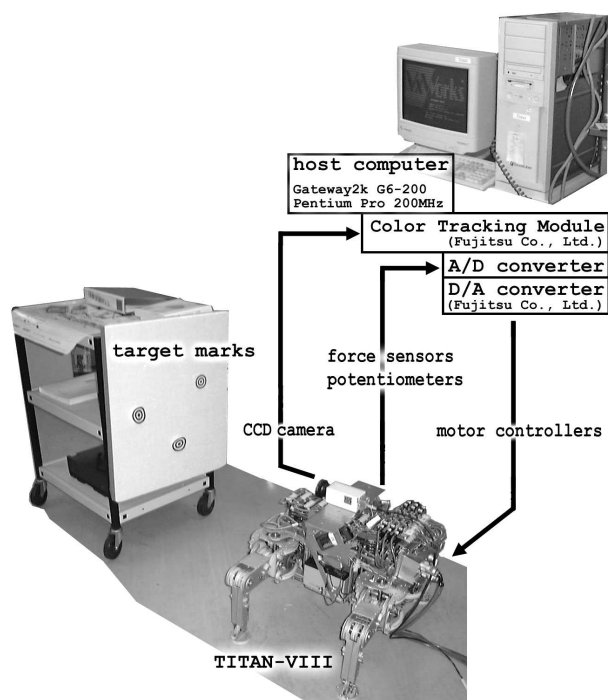 VxWorks
host computer
Gateway2k G6-200
Pentium Pro 200MHz
Color Tracking Module
(Fujitsu Co., Ltd.)
A/D converter
D/A converter
(Fujitsu Co., Ltd.)
target marks
force sensors
potentiometers
CCD camera
motor controllers
TITAN-VIII